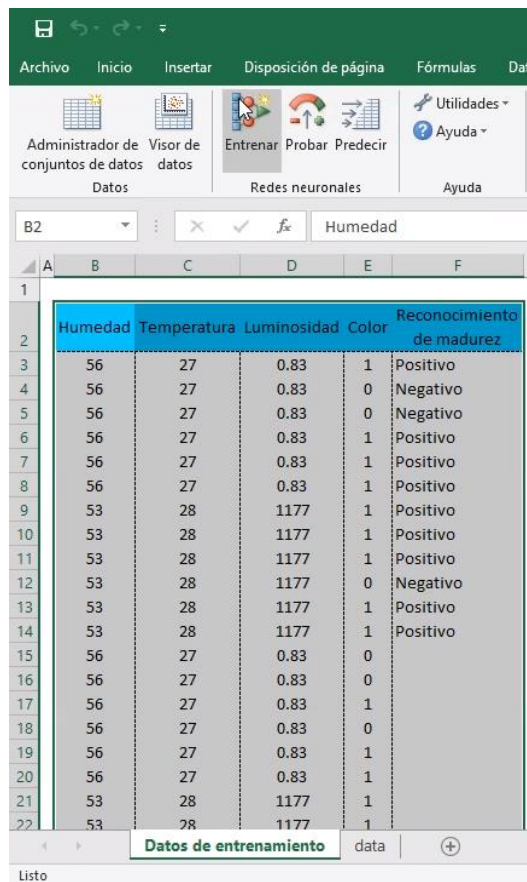 Archivo Inicio Insertar Disposición de página Fórmulas Da
Administrador de conjuntos de datos Visor de datos Entrenar Probar Predecir Utilidades
Ayuda
Datos Redes neuronales Ayuda
B2 fx Humedad
A B C D E F
1
2 Humedad Temperatura Luminosidad Color Reconocimiento de madurez
3 56 27 0.83 1 Positivo
4 56 27 0.83 0 Negativo
5 56 27 0.83 0 Negativo
6 56 27 0.83 1 Positivo
7 56 27 0.83 1 Positivo
8 56 27 0.83 1 Positivo
9 53 28 1177 1 Positivo
10 53 28 1177 1 Positivo
11 53 28 1177 1 Positivo
12 53 28 1177 0 Negativo
13 53 28 1177 1 Positivo
14 53 28 1177 1 Positivo
15 56 27 0.83 0
16 56 27 0.83 0
17 56 27 0.83 1
18 56 27 0.83 0
19 56 27 0.83 1
20 56 27 0.83 1
21 53 28 1177 1
22 53 28 1177 1
Datos de entrenamiento data
Listo